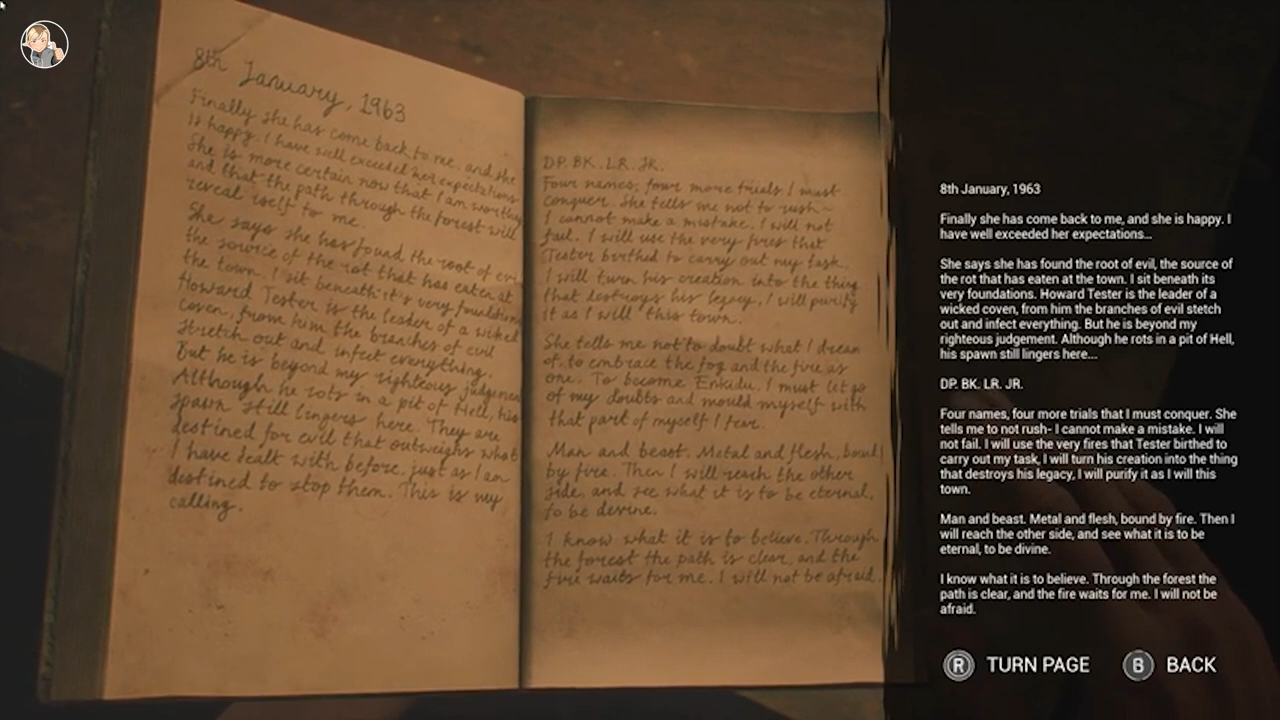 8th January, 1963
Finally she has come back to me, and she
is happy. I have well exceeded her expectations
She is more certain now that I am worthy
and that the path through the forest will
reveal itself to me.
She says she has found the root of evi
the source of the rot that has eaten at
the town. I sit beneath it's very foundations
Howard Tester is the leader of a wicked
coven, from him the branches of evil
stretch out and infect everything.
But he is beyond my righteous judgemen
Although he rots in a pit of Hell, his
spawn still lingers here. They are
destined for evil that outweighs what
I have dealt with before, just as I am
destined to stop them. This is my
calling.
DP. BK. LR. JR.
Four names, four more trials I must
conquer. She tells me not to rush-
I cannot make a mistake. I will not
fail. I will use the very fires that
Tester birthed to carry out my task.
I will turn his creation into the thing
that destroys his legacy, I will purify
it as I will this town.
She tells me not to doubt what I dream
of, to embrace the fog and the fire as
one. To become Enkidu, I must let go
of my doubts and mould myself with
that part of myself I fear.
Man and beast. Metal and flesh, bound
by fire. Then I will reach the other
side, and see what it is to be eternal,
to be devine.
I know what it is to believe. Through
the forest the path is clear, and the
fire waits for me. I will not be afraid.
8th January, 1963
Finally she has come back to me, and she is happy. I
have well exceeded her expectations...
She says she has found the root of evil, the source of
the rot that has eaten at the town. I sit beneath its
very foundations. Howard Tester is the leader of a
wicked coven, from him the branches of evil stretch
out and infect everything. But he is beyond my
righteous judgement. Although he rots in a pit of Hell,
his spawn still lingers here...
DP. BK. LR. JR.
Four names, four more trials that I must conquer. She
tells me to not rush- I cannot make a mistake. I will
not fail. I will use the very fires that Tester birthed to
carry out my task, I will turn his creation into the thing
that destroys his legacy, I will purify it as I will this
town.
Man and beast. Metal and flesh, bound by fire. Then I
will reach the other side, and see what it is to be
eternal, to be divine.
I know what it is to believe. Through the forest the
path is clear, and the fire waits for me. I will not be
afraid.
R TURN PAGE B BACK